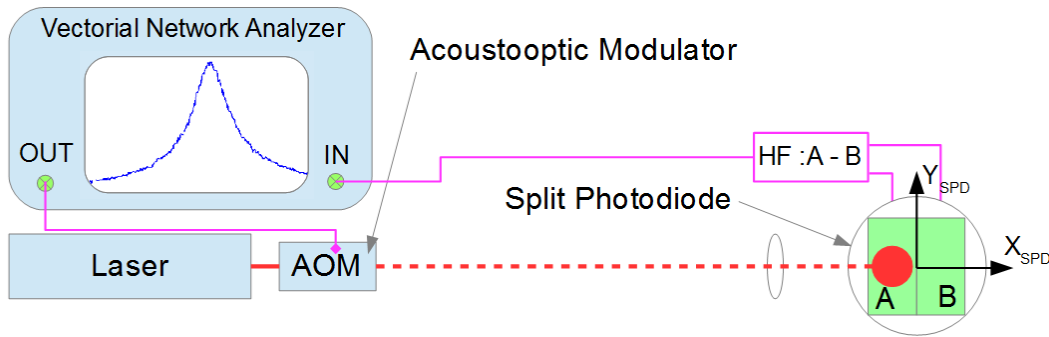 Vectorial Network Analyzer
Acoustooptic Modulator
OUT
IN
HF :A - B
Split Photodiode
Y SPD
Laser
AOM
X SPD
A
B